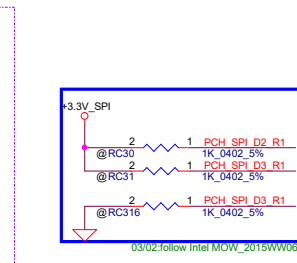 +3.3V_SPI
2 1 PCH_SPI_D2_R1
@RC30 1K_0402_5%
2 1 PCH_SPI_D3_R1
@RC31 1K_0402_5%
2 1 PCH_SPI_D3_R1
@RC316 1K_0402_5%
03/02:follow Intel MOW_2015WW06